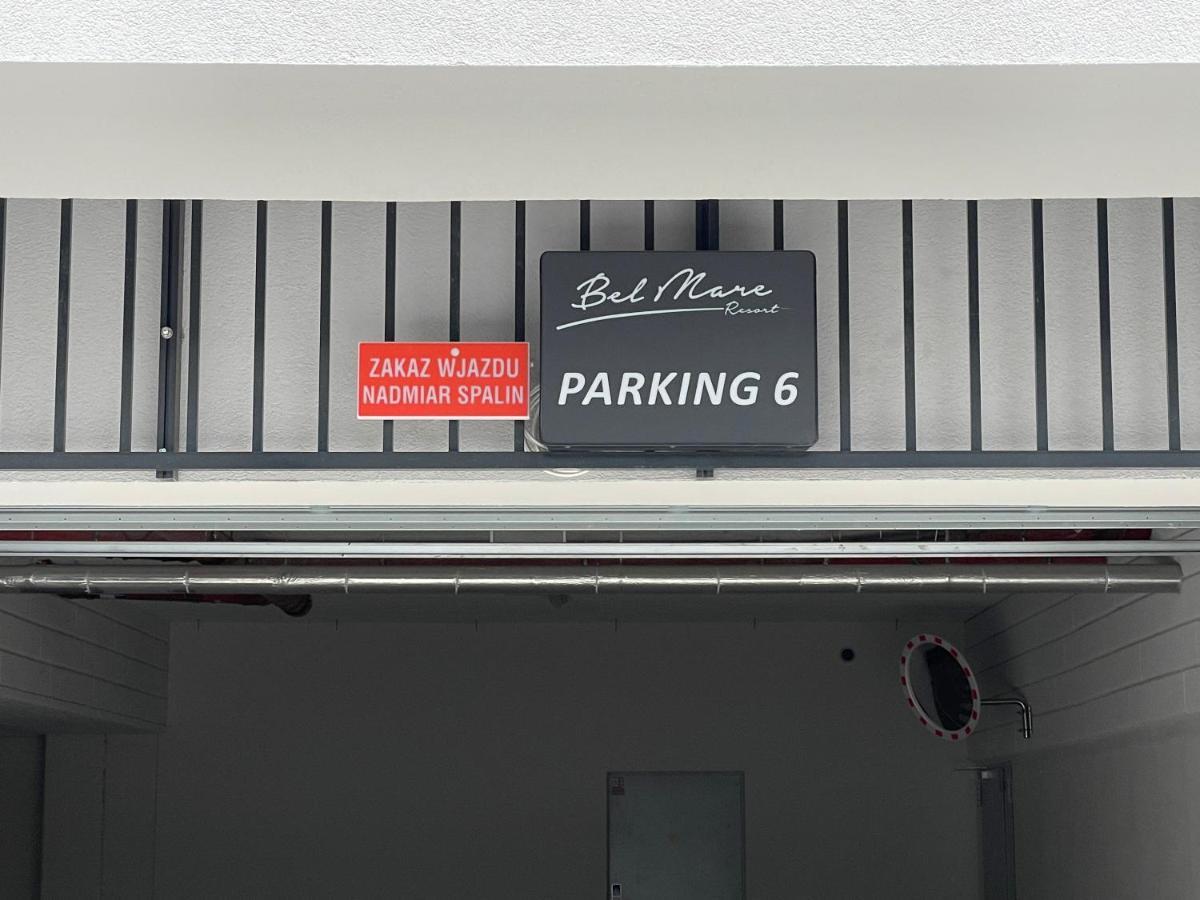 Bel Mare
Resort
ZAKAZ WJAZDU
NADMIAR SPALIN
PARKING 6